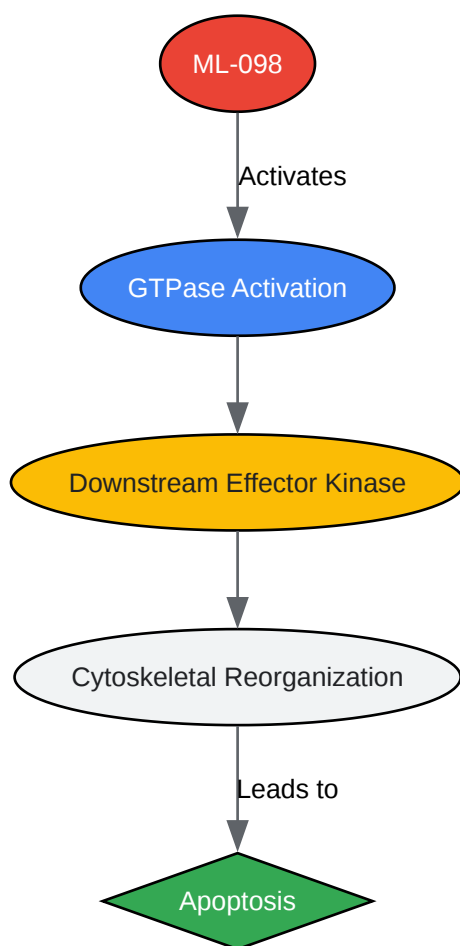 ML-098
Activates
GTPase Activation
Downstream Effector Kinase
Cytoskeletal Reorganization
Leads to
Apoptosis